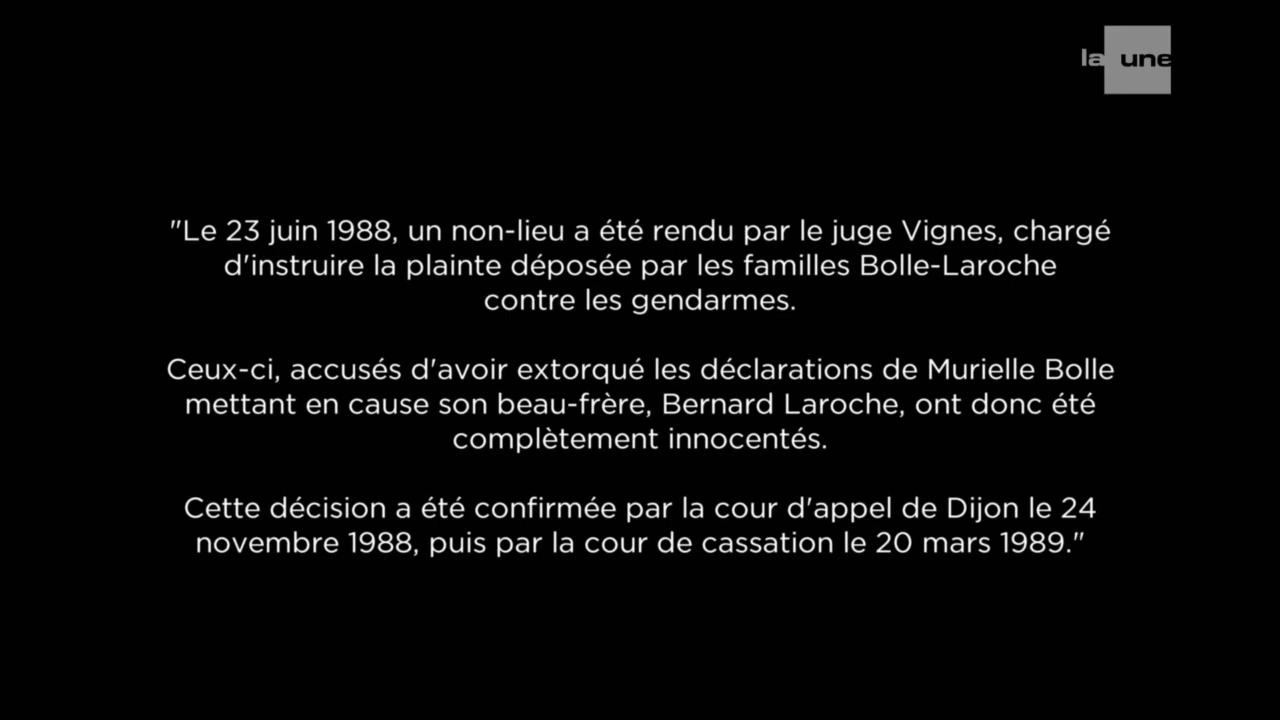 la une
"Le 23 juin 1988, un non-lieu a été rendu par le juge Vignes, chargé
d'instruire la plainte déposée par les familles Bolle-Laroche
contre les gendarmes.
Ceux-ci, accusés d'avoir extorqué les déclarations de Murielle Bolle
mettant en cause son beau-frère, Bernard Laroche, ont donc été
complètement innocentés.
Cette décision a été confirmée par la cour d'appel de Dijon le 24
novembre 1988, puis par la cour de cassation le 20 mars 1989."